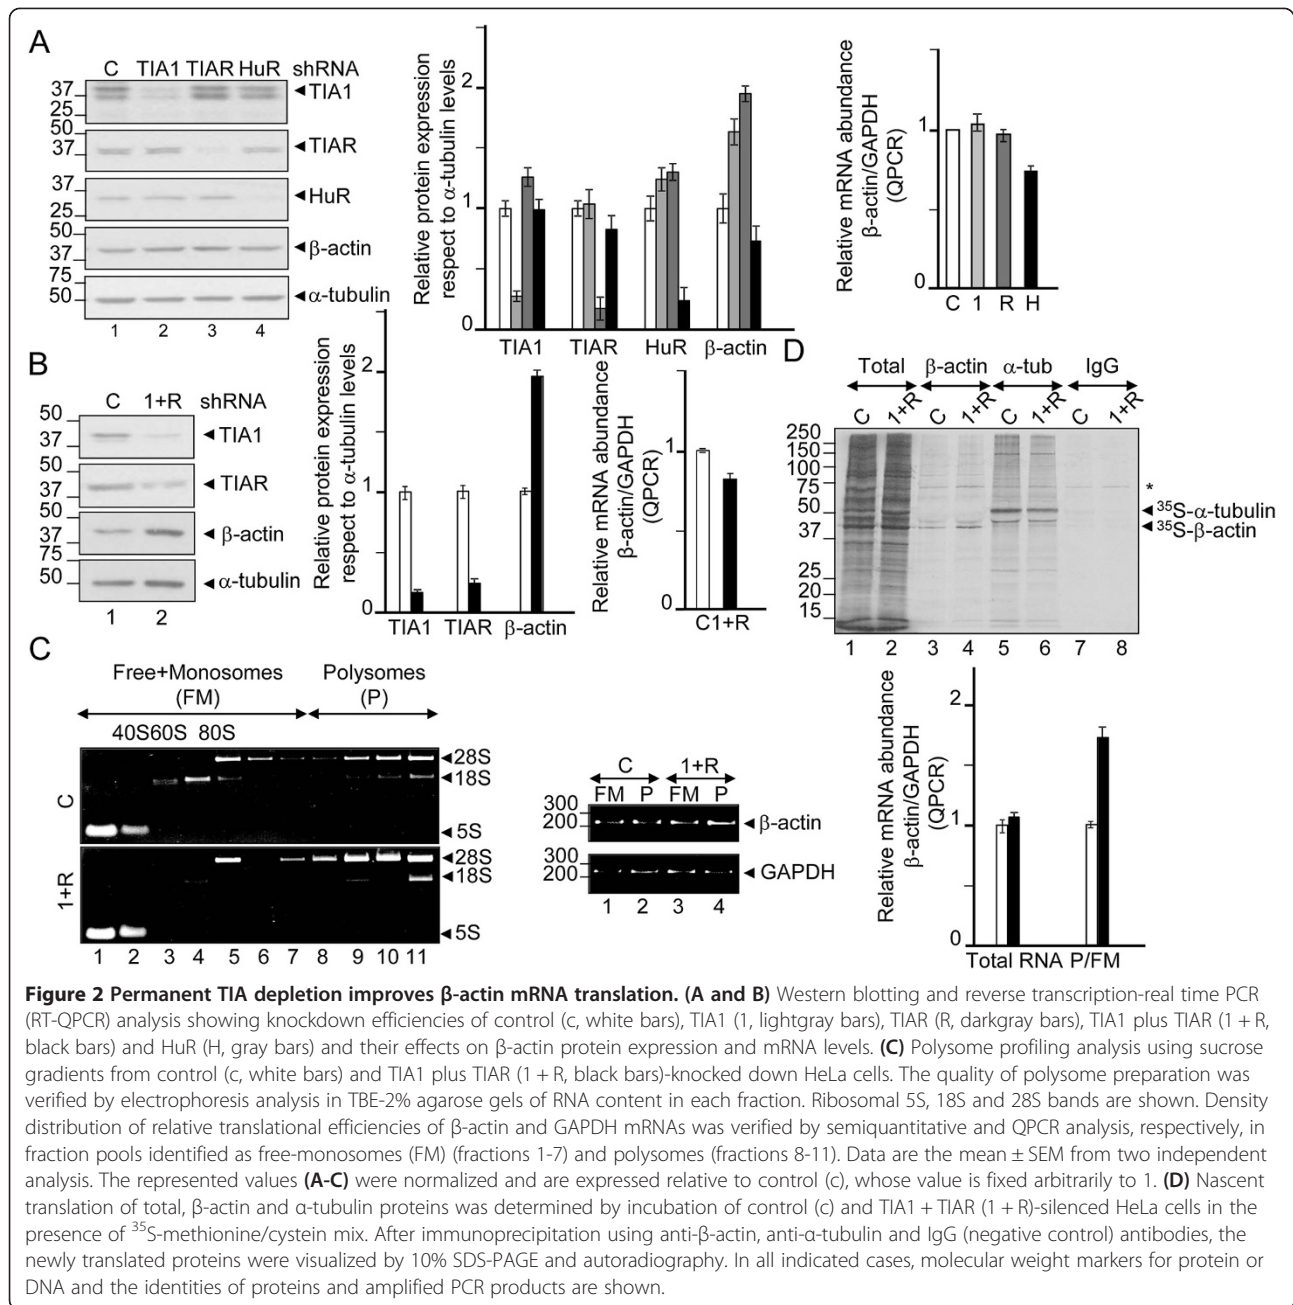 A
C TIA1 TIAR HuR shRNA
37
25
◄TIA1
50
37
◄TIAR
37
25
◄HuR
50
37
◄β-actin
75
50
◄α-tubulin
1 2 3 4
Relative protein expression
respect to α-tubulin levels
2
1
0
TIA1 TIAR HuR β-actin
Relative mRNA abundance
β-actin/GAPDH
(QPCR)
1
0
C 1 R H
B
C 1+R shRNA
50
37
◄TIA1
50
37
◄TIAR
50
37
◄β-actin
75
50
◄α-tubulin
1 2
Relative protein expression
respect to α-tubulin levels
2
1
0
TIA1 TIAR β-actin
Relative mRNA abundance
β-actin/GAPDH
(QPCR)
1
0
C1+R
D
Total β-actin α-tub IgG
C 1+R C 1+R C 1+R C 1+R
250
150
100
75
50
37
25
20
15
*
◄³⁵S-α-tubulin
◄³⁵S-β-actin
1 2 3 4 5 6 7 8
C
Free+Monosomes
(FM)
Polysomes
(P)
40S60S 80S
C
◄28S
◄18S
◄5S
1+R
◄28S
◄18S
◄5S
1 2 3 4 5 6 7 8 9 10 11
C 1+R
FM P FM P
300
200
◄β-actin
300
200
◄GAPDH
1 2 3 4
Relative mRNA abundance
β-actin/GAPDH
(QPCR)
2
1
0
Total RNA P/FM
Figure 2 Permanent TIA depletion improves β-actin mRNA translation. (A and B) Western blotting and reverse transcription-real time PCR
(RT-QPCR) analysis showing knockdown efficiencies of control (c, white bars), TIA1 (1, lightgray bars), TIAR (R, darkgray bars), TIA1 plus TIAR (1 + R,
black bars) and HuR (H, gray bars) and their effects on β-actin protein expression and mRNA levels. (C) Polysome profiling analysis using sucrose
gradients from control (c, white bars) and TIA1 plus TIAR (1 + R, black bars)-knocked down HeLa cells. The quality of polysome preparation was
verified by electrophoresis analysis in TBE-2% agarose gels of RNA content in each fraction. Ribosomal 5S, 18S and 28S bands are shown. Density
distribution of relative translational efficiencies of β-actin and GAPDH mRNAs was verified by semiquantitative and QPCR analysis, respectively, in
fraction pools identified as free-monosomes (FM) (fractions 1-7) and polysomes (fractions 8-11). Data are the mean ± SEM from two independent
analysis. The represented values (A-C) were normalized and are expressed relative to control (c), whose value is fixed arbitrarily to 1. (D) Nascent
translation of total, β-actin and α-tubulin proteins was determined by incubation of control (c) and TIA1 + TIAR (1 + R)-silenced HeLa cells in the
presence of ³⁵S-methionine/cystein mix. After immunoprecipitation using anti-β-actin, anti-α-tubulin and IgG (negative control) antibodies, the
newly translated proteins were visualized by 10% SDS-PAGE and autoradiography. In all indicated cases, molecular weight markers for protein or
DNA and the identities of proteins and amplified PCR products are shown.